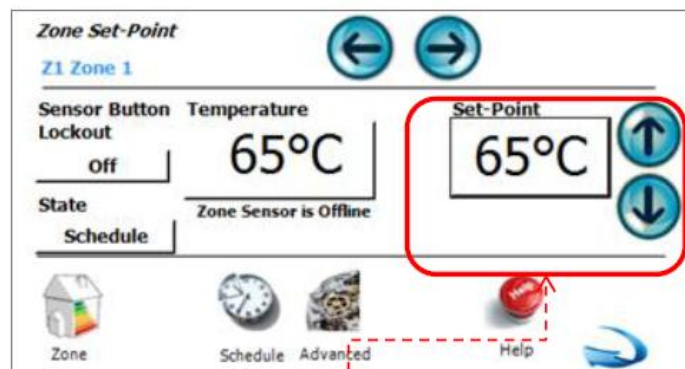 Zone Set-Point
Z1 Zone 1
Sensor Button Lockout
Off
Temperature
65°C
Zone Sensor is Offline
Set-Point
65°C
State
Schedule
Zone
Schedule
Advanced
Help
Help